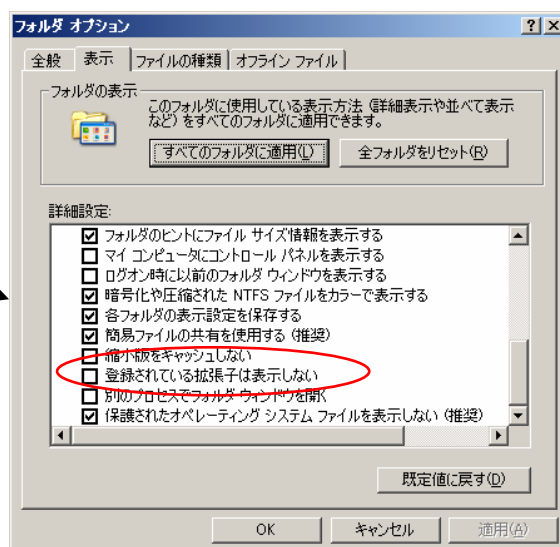 フォルダ オプション
全般
表示
ファイルの種類
オフライン ファイル
フォルダの表示
このフォルダに使用している表示方法 (詳細表示や並べて表示
など) をすべてのフォルダに適用できます。
すべてのフォルダに適用(L)
全フォルダをリセット(R)
詳細設定:
フォルダのヒントにファイル サイズ情報を表示する
マイ コンピュータにコントロール パネルを表示する
ログオン時に以前のフォルダ ウィンドウを表示する
暗号化や圧縮された NTFS ファイルをカラーで表示する
各フォルダの表示設定を保存する
簡易ファイルの共有を使用する (推奨)
縮小版をキャッシュしない
登録されている拡張子は表示しない
別のプロセスでフォルダ ウィンドウを開く
保護されたオペレーティング システム ファイルを表示しない (推奨)
既定値に戻す(D)
OK
キャンセル
適用(A)